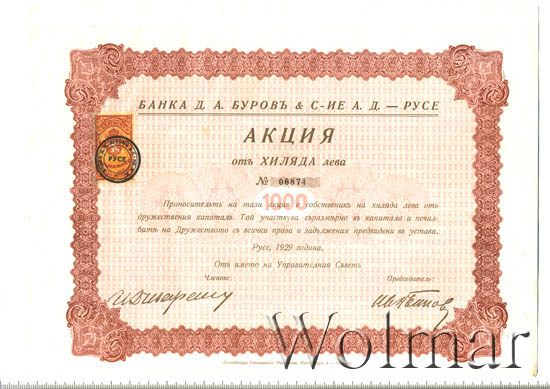 БАНКА Д. А. БУРОВЪ & С-ИЕ А. Д. — РУСЕ
АКЦИЯ
отъ ХИЛЯДА лева
№ 06874
РУСЕ
1000
Приносительтъ на тази акция е собственикъ на хиляда лева отъ
дружествения капиталъ. Той участвува съразмѣрно въ капитала и печал-
битѣ на Дружеството съ всички права и задължения предвидени въ устава.
Русе, 1929 година.
Отъ името на Управителния Съветъ
Членове: Председатель:
Wolmar